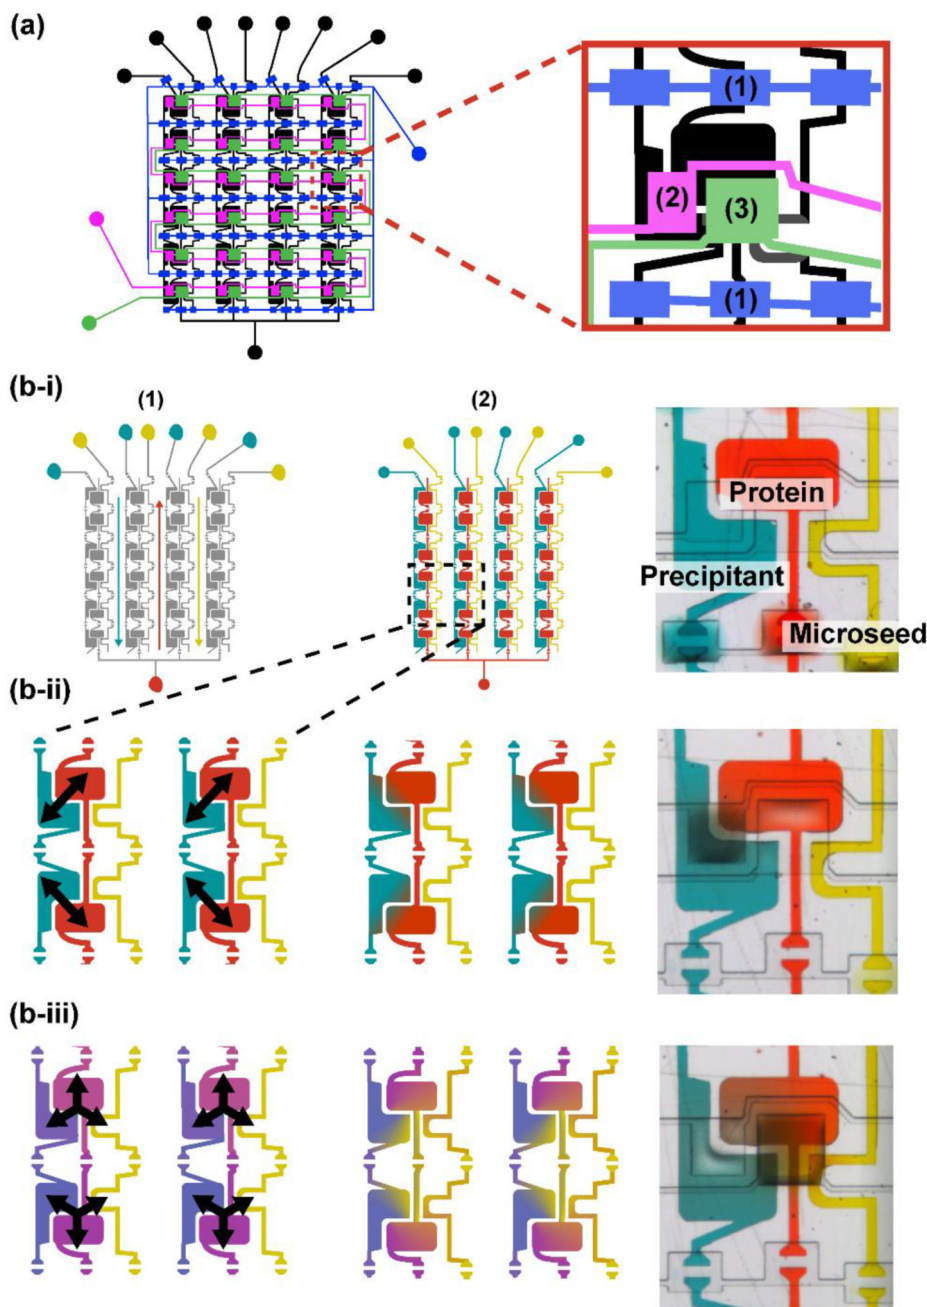 (a)
(1)
(2)
(3)
(1)
(b-i)
(1)
(2)
Protein
Precipitant
Microseed
(b-ii)
(b-iii)